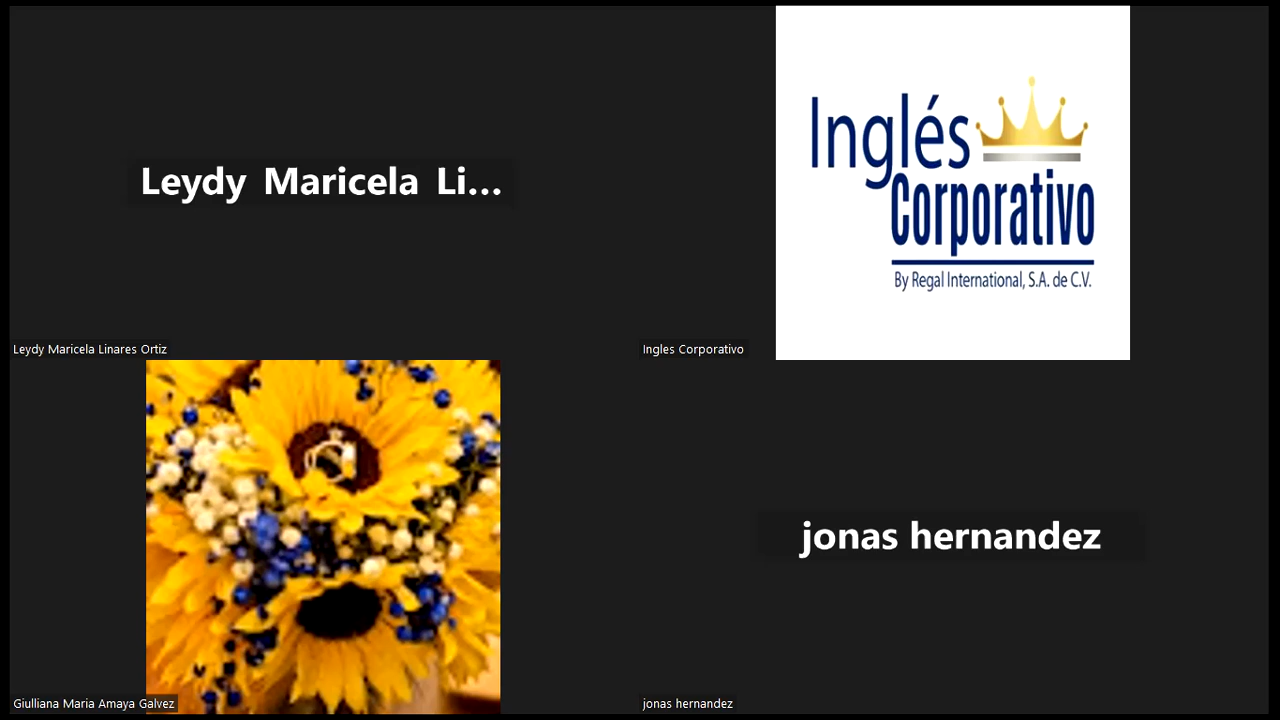 Leydy Maricela Li...
Leydy Maricela Linares Ortiz
Inglés
Corporativo
By Regal International, S.A. de C.V.
Ingles Corporativo
Giulliana Maria Amaya Galvez
jonas hernandez
jonas hernandez